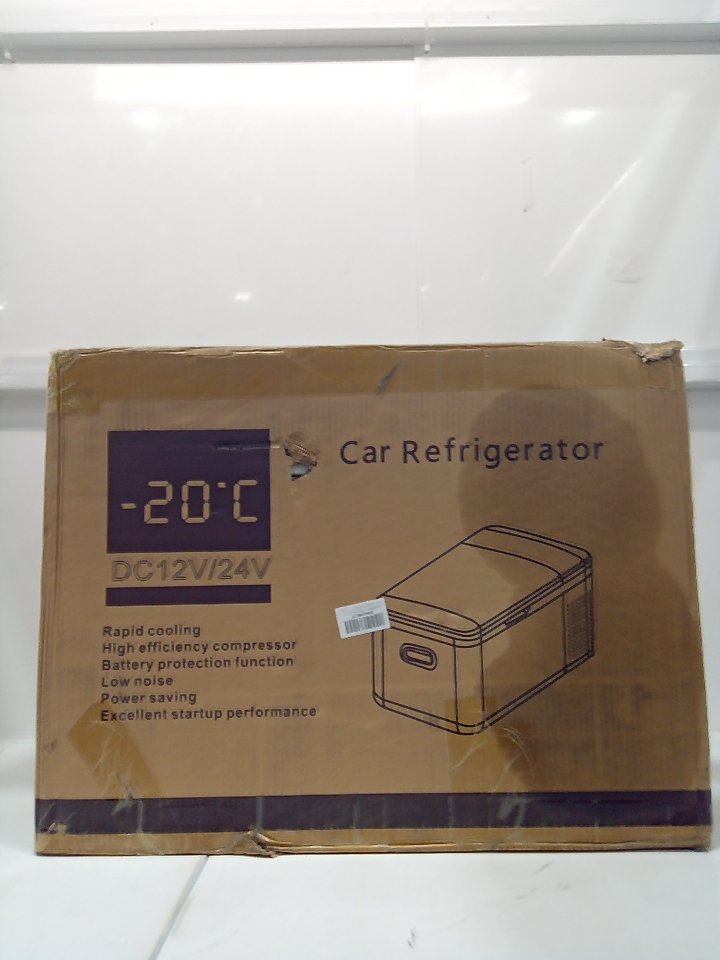 -20°C
Car Refrigerator
DC12V/24V
Rapid cooling
High efficiency compressor
Battery protection function
Low noise
Power saving
Excellent startup performance